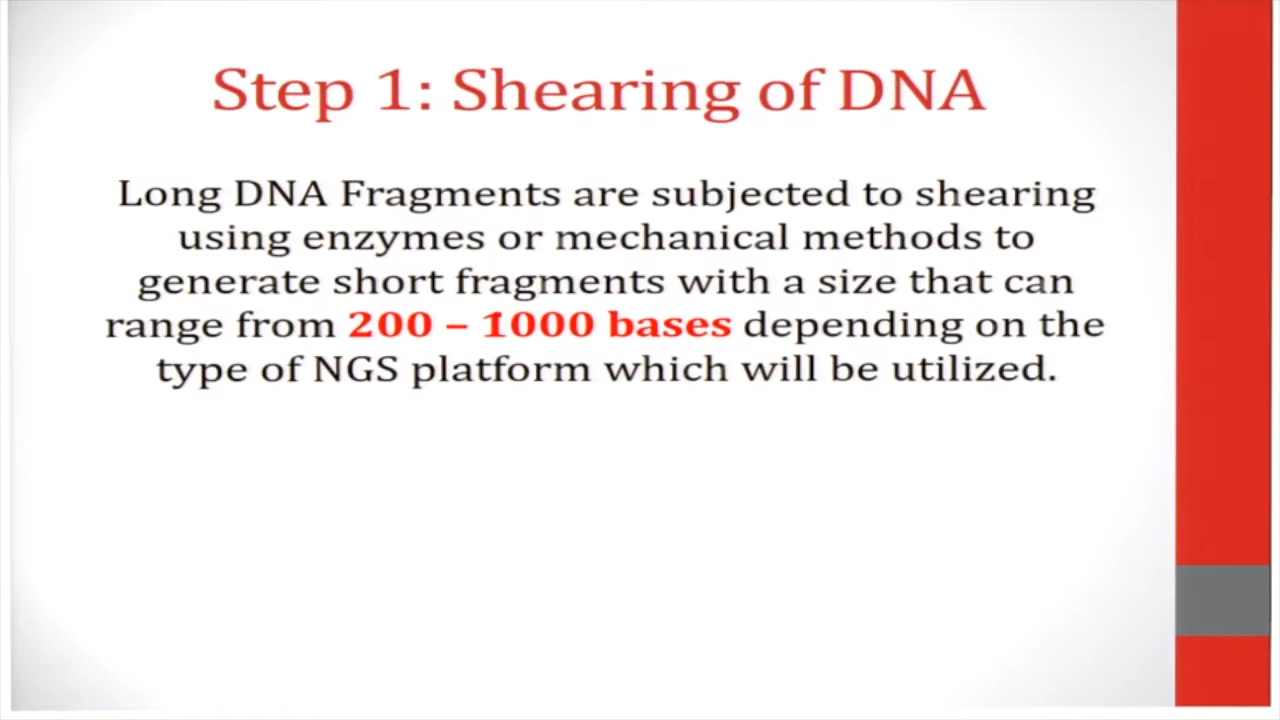 Step 1: Shearing of DNA
Long DNA Fragments are subjected to shearing
using enzymes or mechanical methods to
generate short fragments with a size that can
range from 200 – 1000 bases depending on the
type of NGS platform which will be utilized.